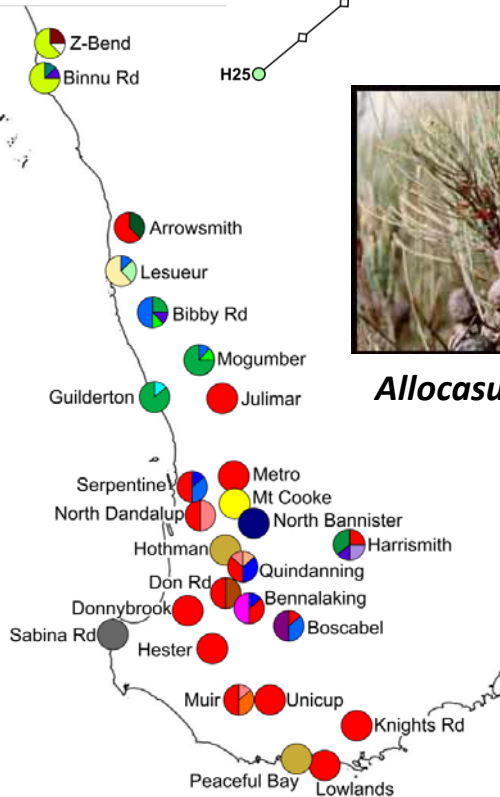 Z-Bend
H25
Binnu Rd
Arrowsmith
Lesueur
Bibby Rd
Mogumber
Allocasu
Guilderton
Julimar
Metro
Serpentine
Mt Cooke
North Dandalup
North Bannister
Harrismith
Hothman
Quindanning
Don Rd
Bennalaking
Donnybrook
Boscabel
Sabina Rd
Hester
Muir
Unicup
Knights Rd
Peaceful Bay
Lowlands